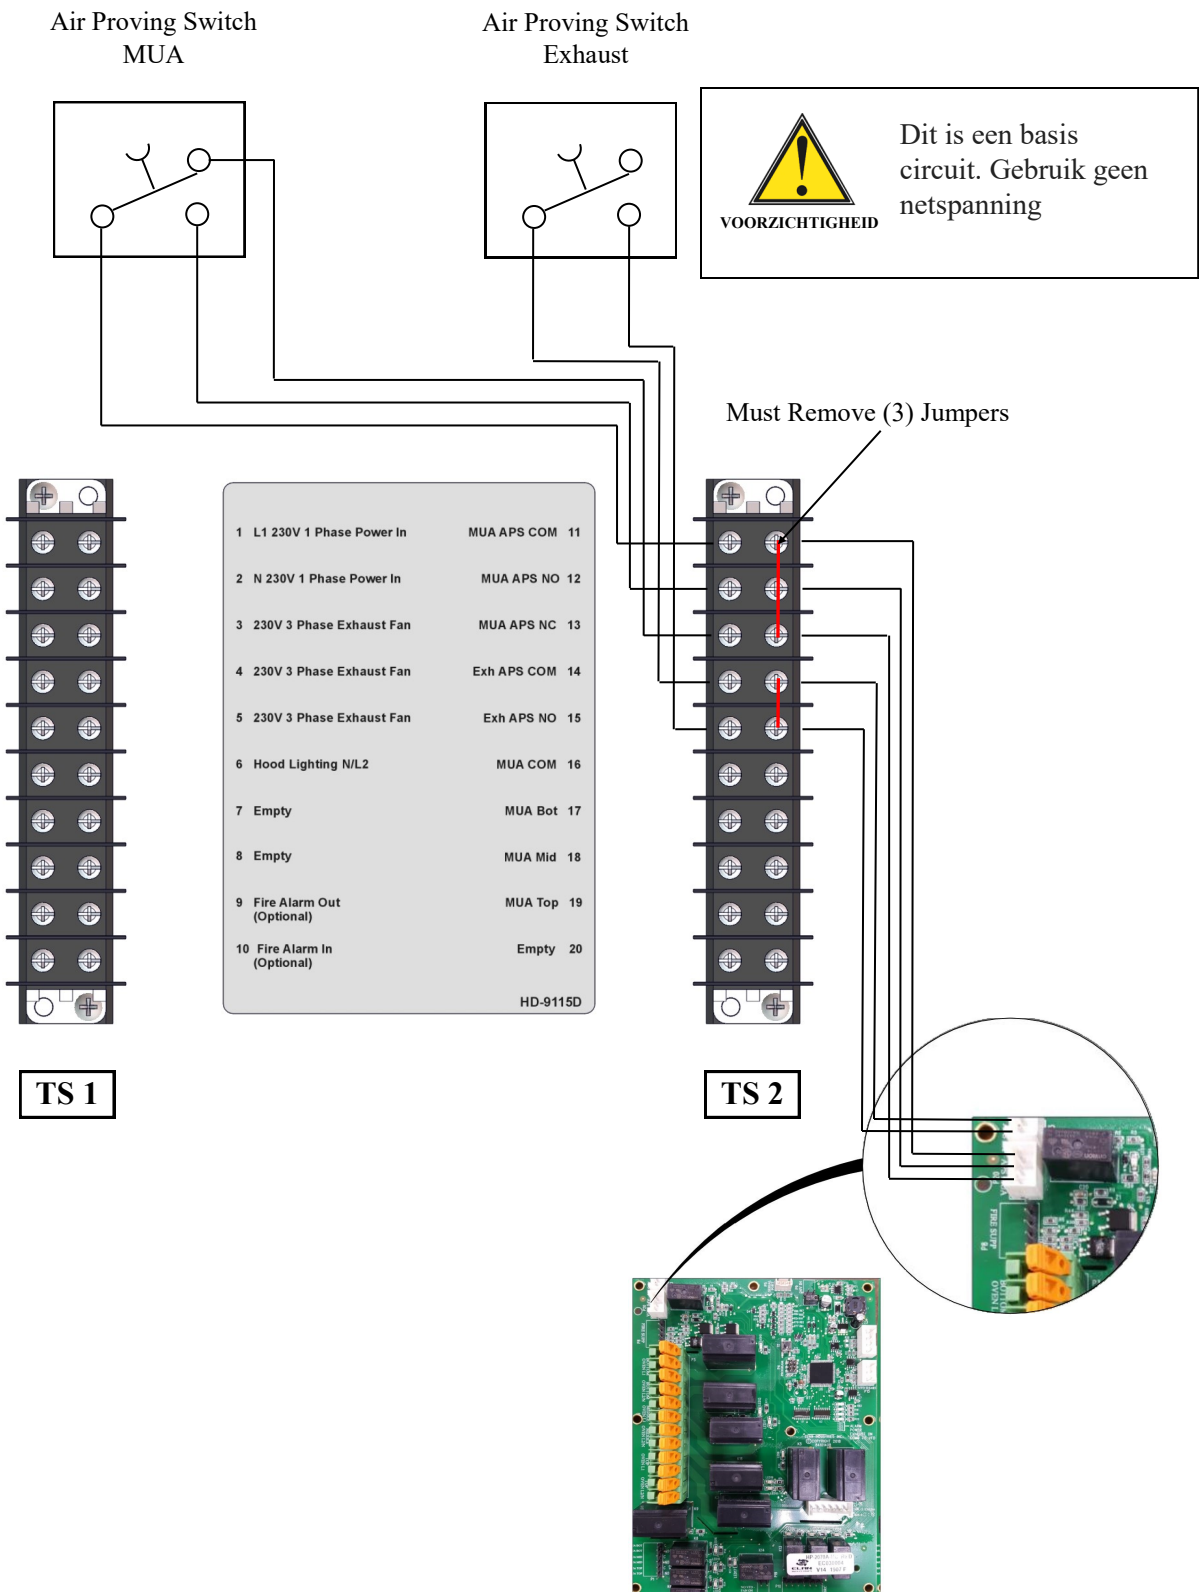 Air Proving Switch
MUA
Air Proving Switch
Exhaust
Dit is een basis
circuit. Gebruik geen
netspanning
VOORZICHTIGHEID
Must Remove (3) Jumpers
1 L1 230V 1 Phase Power In MUA APS COM 11
2 N 230V 1 Phase Power In MUA APS NO 12
3 230V 3 Phase Exhaust Fan MUA APS NC 13
4 230V 3 Phase Exhaust Fan Exh APS COM 14
5 230V 3 Phase Exhaust Fan Exh APS NO 15
6 Hood Lighting N/L2 MUA COM 16
7 Empty MUA Bot 17
8 Empty MUA Mid 18
9 Fire Alarm Out MUA Top 19
(Optional)
10 Fire Alarm In Empty 20
(Optional)
HD-9115D
TS 1
TS 2
FIRE SUPP